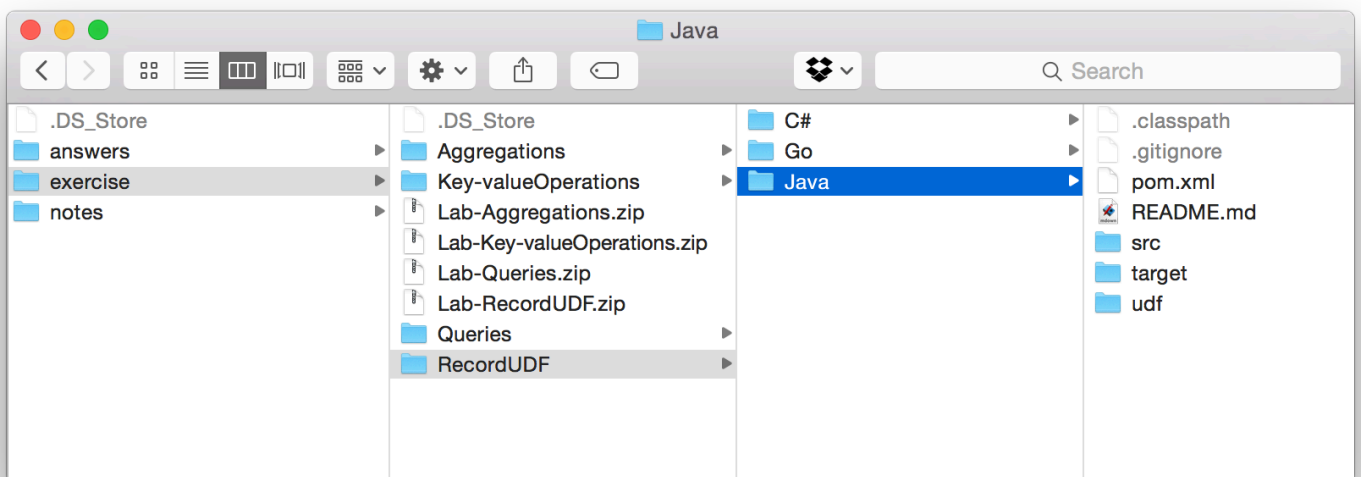 Java
Search
.DS_Store
answers
exercise
notes
.DS_Store
Aggregations
Key-valueOperations
Lab-Aggregations.zip
Lab-Key-valueOperations.zip
Lab-Queries.zip
Lab-RecordUDF.zip
Queries
RecordUDF
C#
Go
Java
.classpath
.gitignore
pom.xml
README.md
src
target
udf